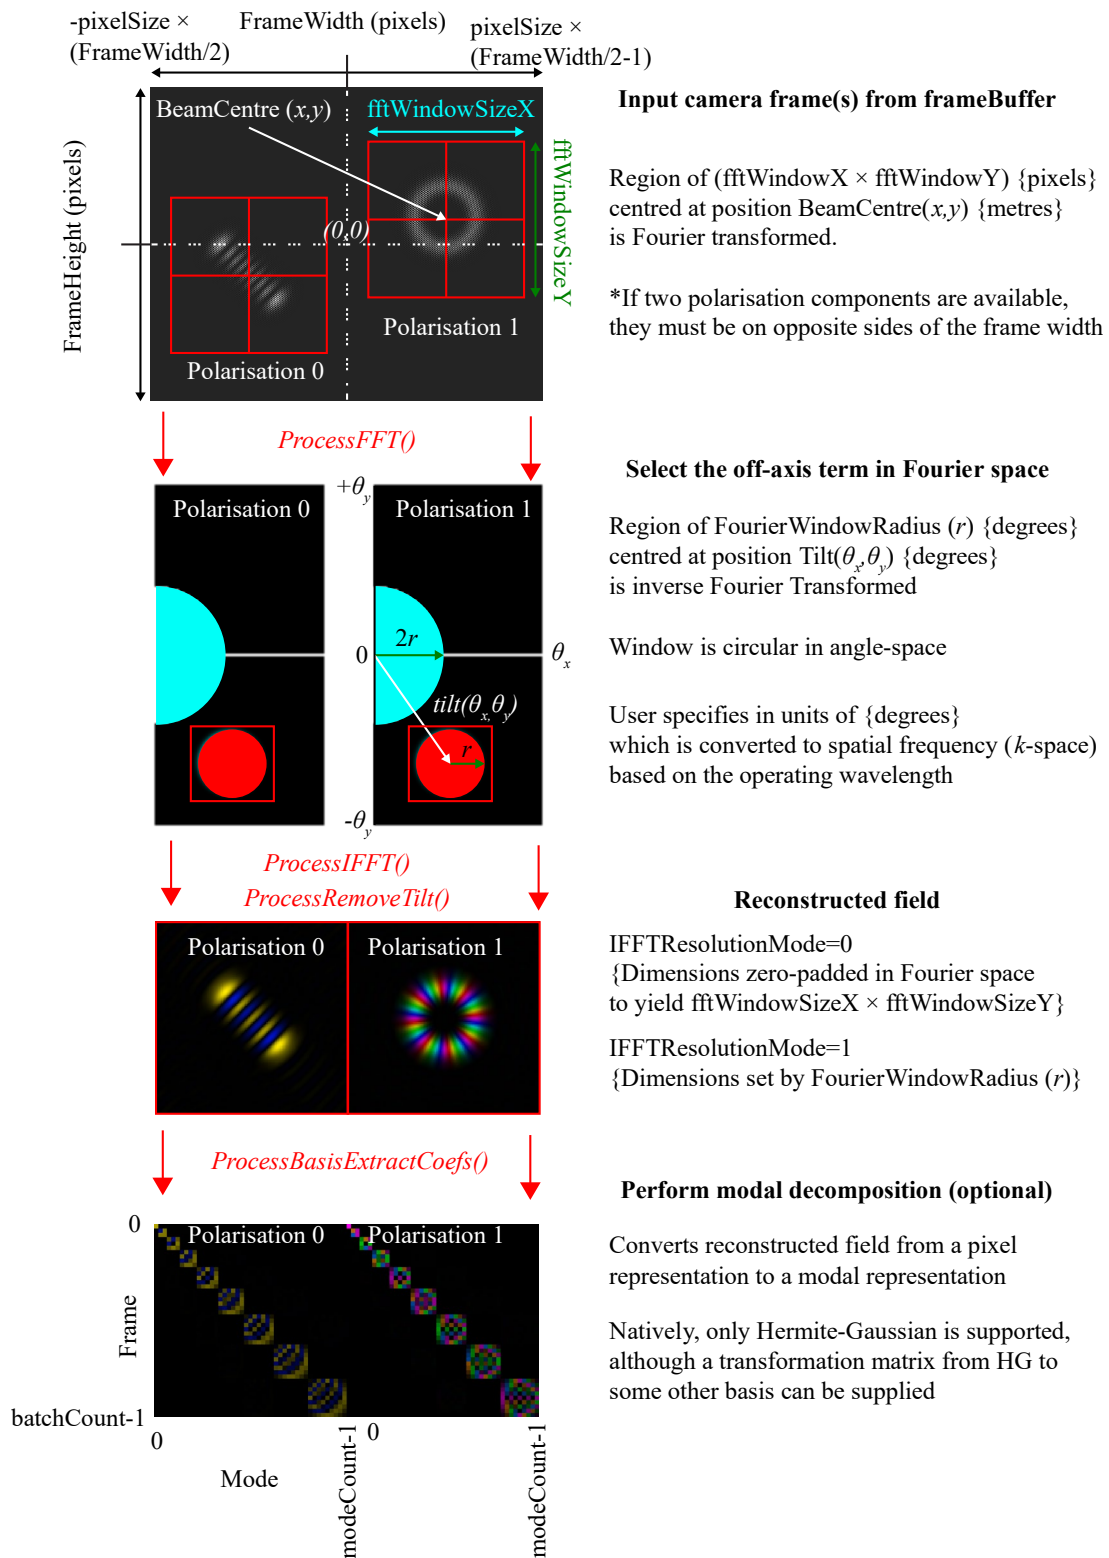 -pixelSize ×
(FrameWidth/2)
FrameWidth (pixels)
pixelSize ×
(FrameWidth/2-1)
FrameHeight (pixels)
BeamCentre (x,y)
fftWindowSizeX
fftWindowSizeY
(0,0)
Polarisation 0
Polarisation 1
Input camera frame(s) from frameBuffer
Region of (fftWindowX × fftWindowY) {pixels}
centred at position BeamCentre(x,y) {metres}
is Fourier transformed.
*If two polarisation components are available,
they must be on opposite sides of the frame width
ProcessFFT()
Polarisation 0
+θy
Polarisation 1
2r
0
θx
tilt(θx,θy)
r
-θy
Select the off-axis term in Fourier space
Region of FourierWindowRadius (r) {degrees}
centred at position Tilt(θx,θy) {degrees}
is inverse Fourier Transformed
Window is circular in angle-space
User specifies in units of {degrees}
which is converted to spatial frequency (k-space)
based on the operating wavelength
ProcessIFFT()
ProcessRemoveTilt()
Polarisation 0
Polarisation 1
Reconstructed field
IFFTResolutionMode=0
{Dimensions zero-padded in Fourier space
to yield fftWindowSizeX × fftWindowSizeY}
IFFTResolutionMode=1
{Dimensions set by FourierWindowRadius (r)}
ProcessBasisExtractCoefs()
0
Polarisation 0
Polarisation 1
Frame
batchCount-1
0
modeCount-1
0
modeCount-1
Mode
Perform modal decomposition (optional)
Converts reconstructed field from a pixel
representation to a modal representation
Natively, only Hermite-Gaussian is supported,
although a transformation matrix from HG to
some other basis can be supplied